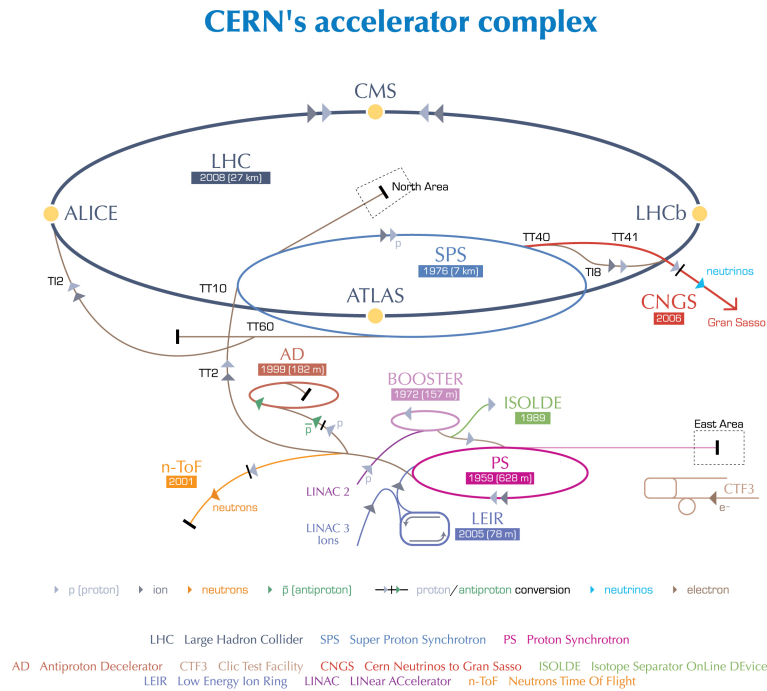 CERN's accelerator complex
CMS
LHC
2008 (27 km)
North Area
ALICE
LHCb
TT40
TT41
p
SPS
1976 (7 km)
TI2
TI8
neutrinos
TT10
ATLAS
CNGS
2006
Gran Sasso
TT60
AD
1999 (182 m)
TT2
BOOSTER
1972 (157 m)
ISOLDE
1989
p̅
p
East Area
n-ToF
2001
p
PS
1959 (628 m)
LINAC 2
neutrons
CTF3
e-
LINAC 3
Ions
LEIR
2005 (78 m)
p (proton)
ion
neutrons
p̅ (antiproton)
proton/antiproton conversion
neutrinos
electron
LHC Large Hadron Collider SPS Super Proton Synchrotron PS Proton Synchrotron
AD Antiproton Decelerator CTF3 Clic Test Facility CNGS Cern Neutrinos to Gran Sasso ISOLDE Isotope Separator OnLine DEvice
LEIR Low Energy Ion Ring LINAC LINear ACcelerator n-ToF Neutrons Time Of Flight